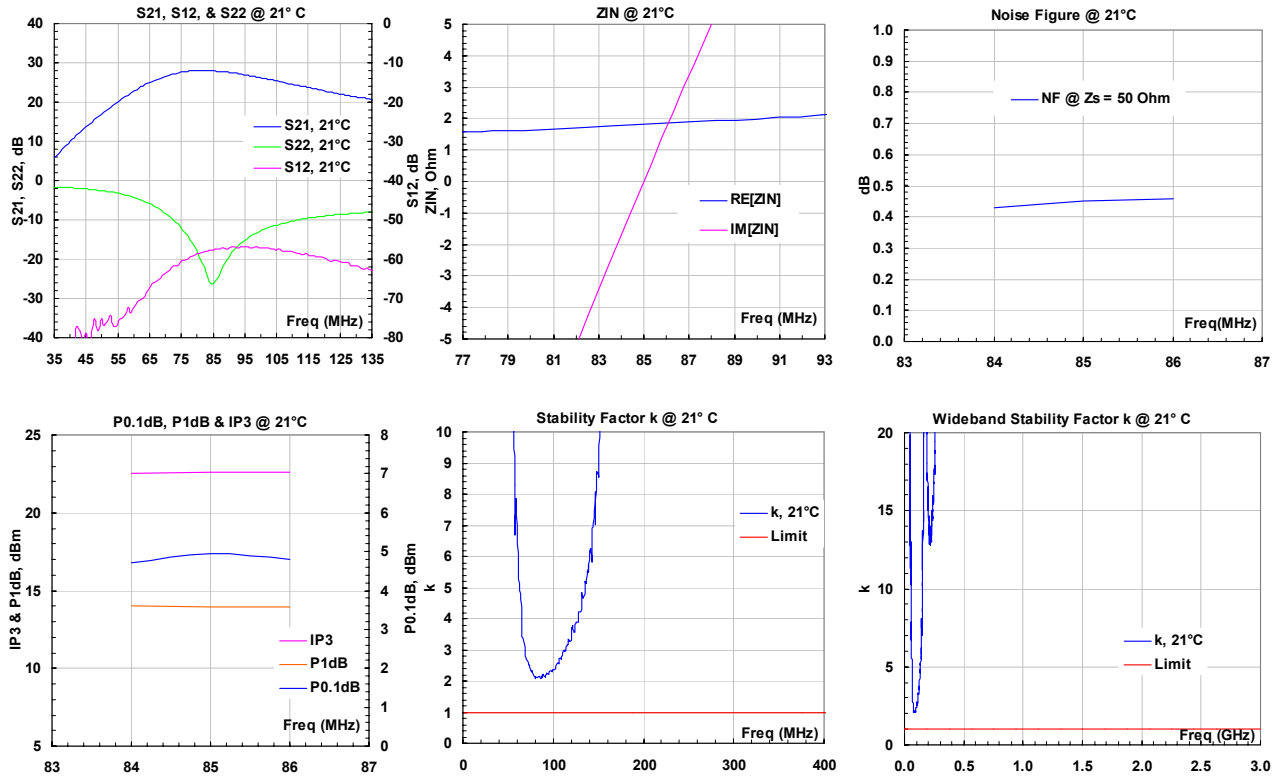 S21, S12, & S22 @ 21° C
40
30
20
10
0
-10
-20
-30
-40
S21, S22, dB
0
-10
-20
-30
-40
-50
-60
-70
-80
S12, dB
S21, 21°C
S22, 21°C
S12, 21°C
Freq (MHz)
35 45 55 65 75 85 95 105 115 125 135
ZIN @ 21°C
5
4
3
2
1
0
-1
-2
-3
-4
-5
ZIN, Ohm
RE[ZIN]
IM[ZIN]
Freq (MHz)
77 79 81 83 85 87 89 91 93
Noise Figure @ 21°C
1.0
0.9
0.8
0.7
0.6
0.5
0.4
0.3
0.2
0.1
0.0
dB
NF @ Zs = 50 Ohm
Freq(MHz)
83 84 85 86 87
P0.1dB, P1dB & IP3 @ 21°C
25
20
15
10
5
IP3 & P1dB, dBm
8
7
6
5
4
3
2
1
0
P0.1dB, dBm
IP3
P1dB
P0.1dB
Freq (MHz)
83 84 85 86 87
Stability Factor k @ 21° C
10
9
8
7
6
5
4
3
2
1
0
k
k, 21°C
Limit
Freq (MHz)
0 100 200 300 400
Wideband Stability Factor k @ 21° C
20
15
10
5
0
k
k, 21°C
Limit
Freq (GHz)
0.0 0.5 1.0 1.5 2.0 2.5 3.0